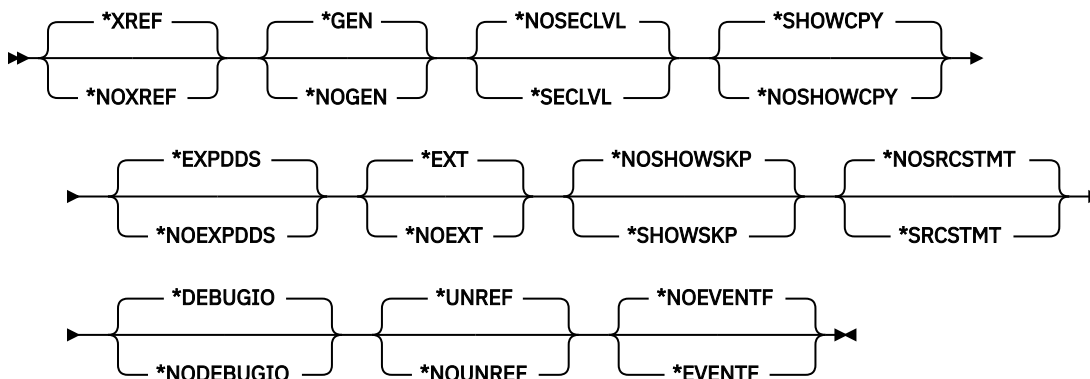 *XREF *GEN *NOSECLVL *SHOWCPY
*NOXREF *NOGEN *SECLVL *NOSHOWCPY
*EXPDDS *EXT *NOSHOWSKP *NOSRCSTMT
*NOEXPDDS *NOEXT *SHOWSKP *SRCSTMT
*DEBUGIO *UNREF *NOEVENTF
*NODEBUGIO *NOUNREF *EVENTF